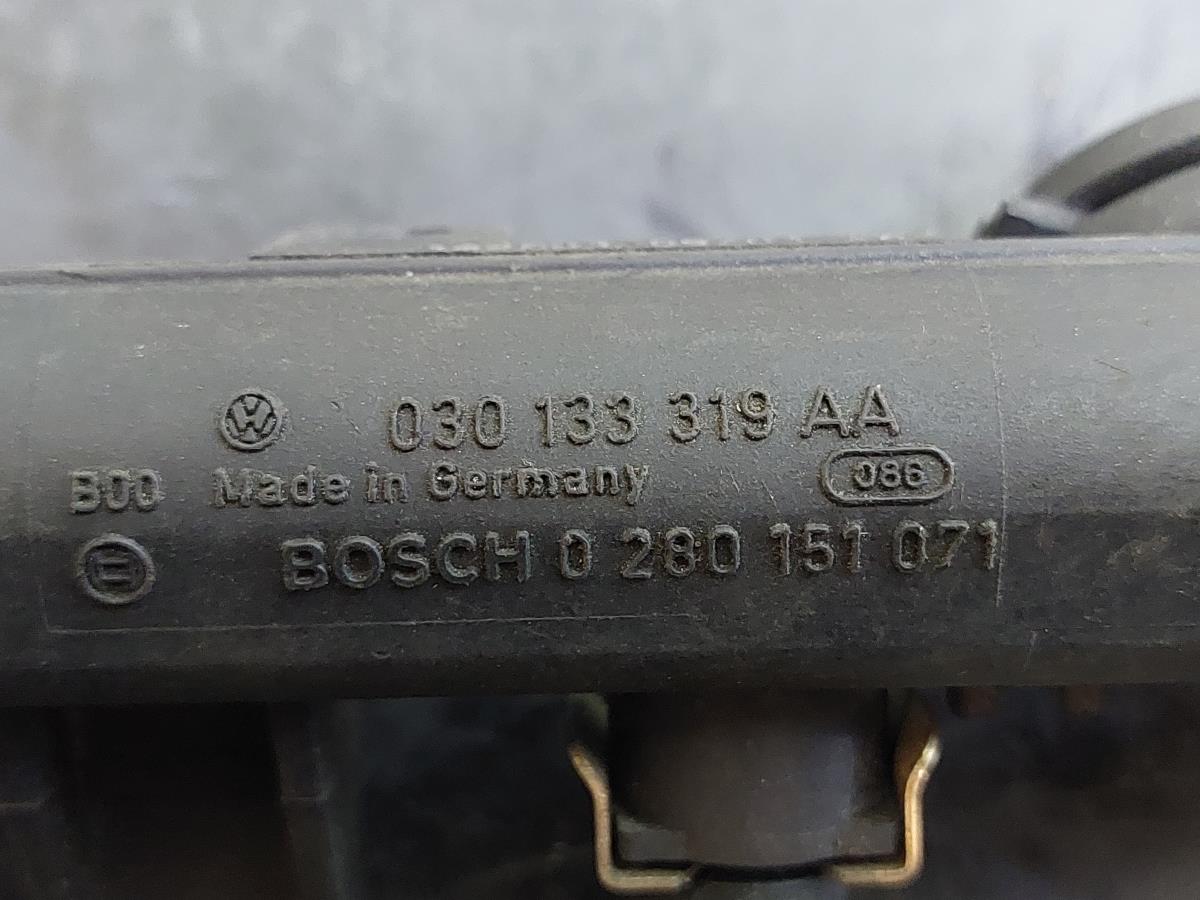 030 133 319 AA
B00 Made in Germany 086
BOSCH 0 280 151 071